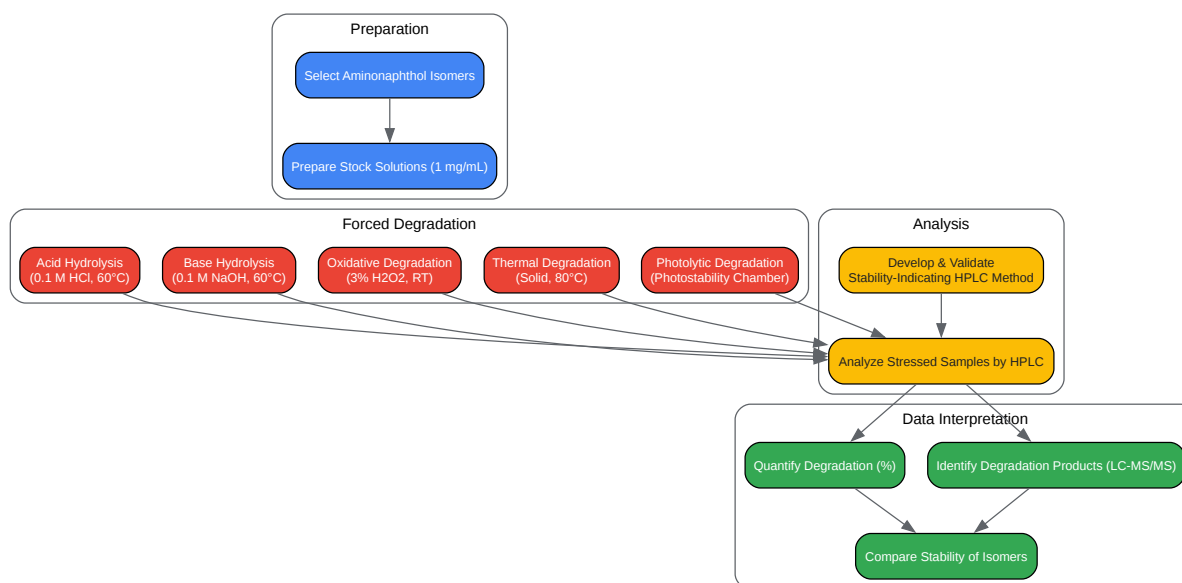 Preparation
Select Aminonaphthol Isomers
Prepare Stock Solutions (1 mg/mL)
Forced Degradation
Acid Hydrolysis
(0.1 M HCl, 60°C)
Base Hydrolysis
(0.1 M NaOH, 60°C)
Oxidative Degradation
(3% H2O2, RT)
Thermal Degradation
(Solid, 80°C)
Photolytic Degradation
(Photostability Chamber)
Analysis
Develop & Validate
Stability-Indicating HPLC Method
Analyze Stressed Samples by HPLC
Data Interpretation
Quantify Degradation (%)
Identify Degradation Products (LC-MS/MS)
Compare Stability of Isomers